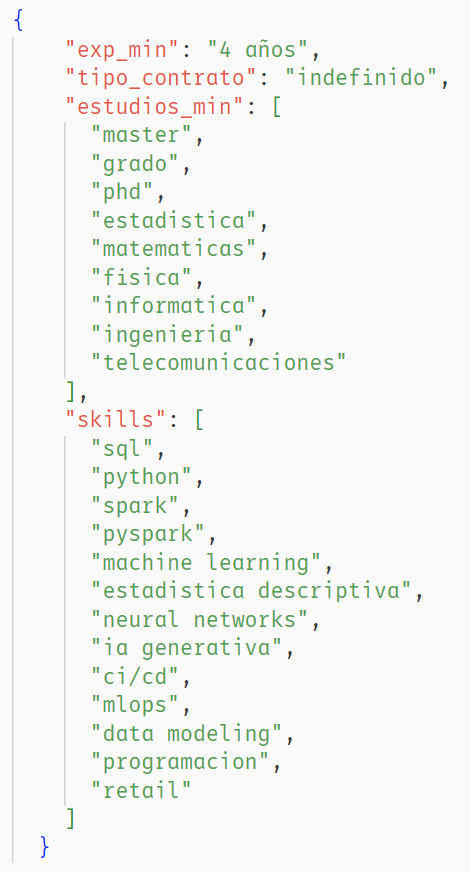 {
"exp_min": "4 años",
"tipo_contrato": "indefinido",
"estudios_min": [
"master",
"grado",
"phd",
"estadistica",
"matematicas",
"fisica",
"informatica",
"ingenieria",
"telecomunicaciones"
],
"skills": [
"sql",
"python",
"spark",
"pyspark",
"machine learning",
"estadistica descriptiva",
"neural networks",
"ia generativa",
"ci/cd",
"mlops",
"data modeling",
"programacion",
"retail"
]
}